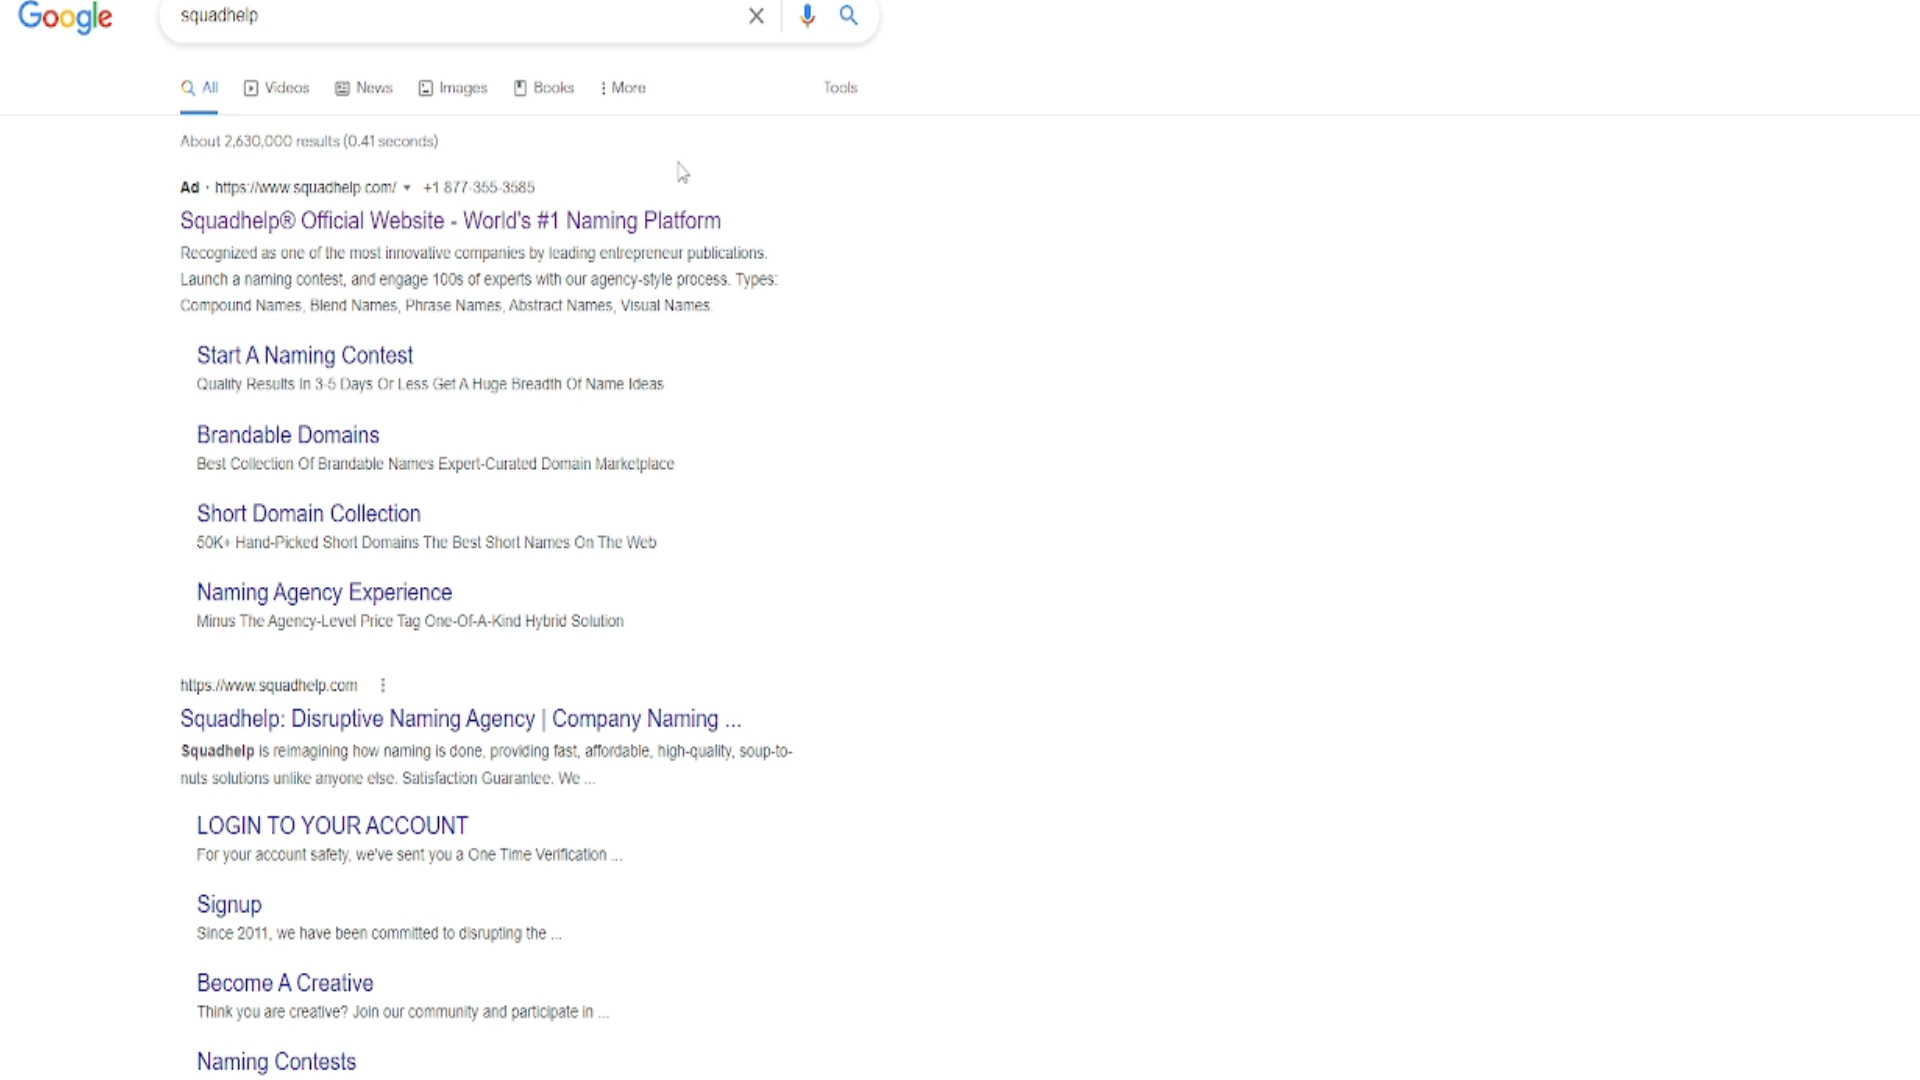 Google
squadhelp
All Videos News Images Books More Tools
About 2,630,000 results (0.41 seconds)
Ad · https://www.squadhelp.com/ +1 877-355-3585
Squadhelp® Official Website - World's #1 Naming Platform
Recognized as one of the most innovative companies by leading entrepreneur publications.
Launch a naming contest, and engage 100s of experts with our agency-style process. Types:
Compound Names, Blend Names, Phrase Names, Abstract Names, Visual Names.
Start A Naming Contest
Quality Results In 3-5 Days Or Less Get A Huge Breadth Of Name Ideas
Brandable Domains
Best Collection Of Brandable Names Expert-Curated Domain Marketplace
Short Domain Collection
50K+ Hand-Picked Short Domains The Best Short Names On The Web
Naming Agency Experience
Minus The Agency-Level Price Tag One-Of-A-Kind Hybrid Solution
https://www.squadhelp.com
Squadhelp: Disruptive Naming Agency | Company Naming ...
Squadhelp is reimagining how naming is done, providing fast, affordable, high-quality, soup-to-
nuts solutions unlike anyone else. Satisfaction Guarantee. We ...
LOGIN TO YOUR ACCOUNT
For your account safety, we've sent you a One Time Verification ...
Signup
Since 2011, we have been committed to disrupting the ...
Become A Creative
Think you are creative? Join our community and participate in ...
Naming Contests